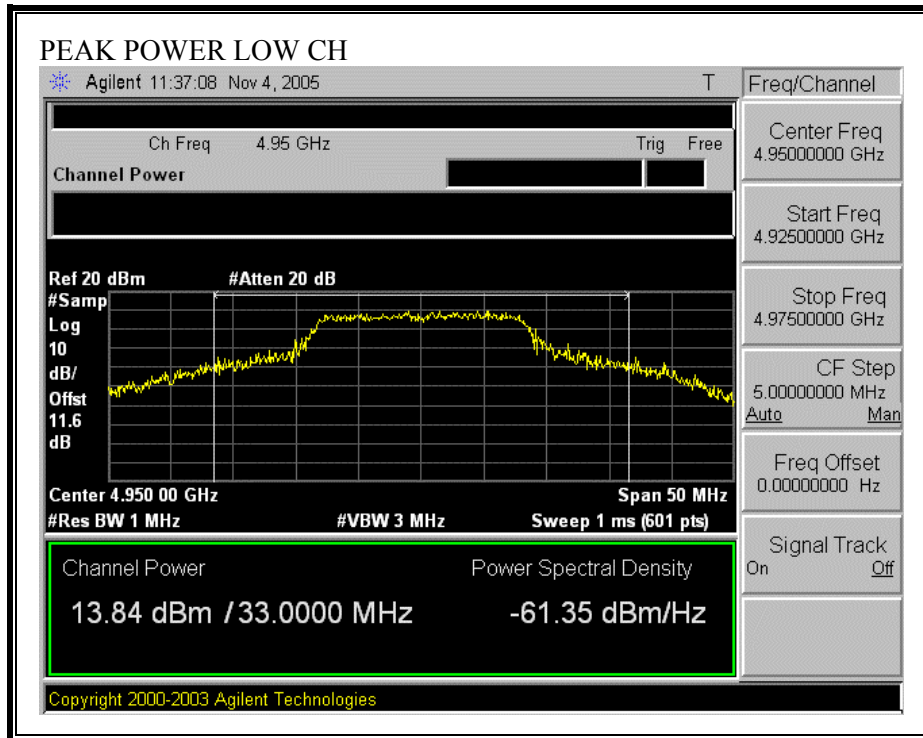 PEAK POWER LOW CH
Agilent 11:37:08 Nov 4, 2005 T
Freq/Channel
Ch Freq 4.95 GHz Trig Free
Channel Power
Center Freq
4.95000000 GHz
Start Freq
4.92500000 GHz
Stop Freq
4.97500000 GHz
CF Step
5.00000000 MHz
Auto Man
Freq Offset
0.00000000 Hz
Signal Track
On Off
Ref 20 dBm #Atten 20 dB
#Samp
Log
10
dB/
Offst
11.6
dB
Center 4.950 00 GHz Span 50 MHz
#Res BW 1 MHz #VBW 3 MHz Sweep 1 ms (601 pts)
Channel Power Power Spectral Density
13.84 dBm / 33.0000 MHz -61.35 dBm/Hz
Copyright 2000-2003 Agilent Technologies